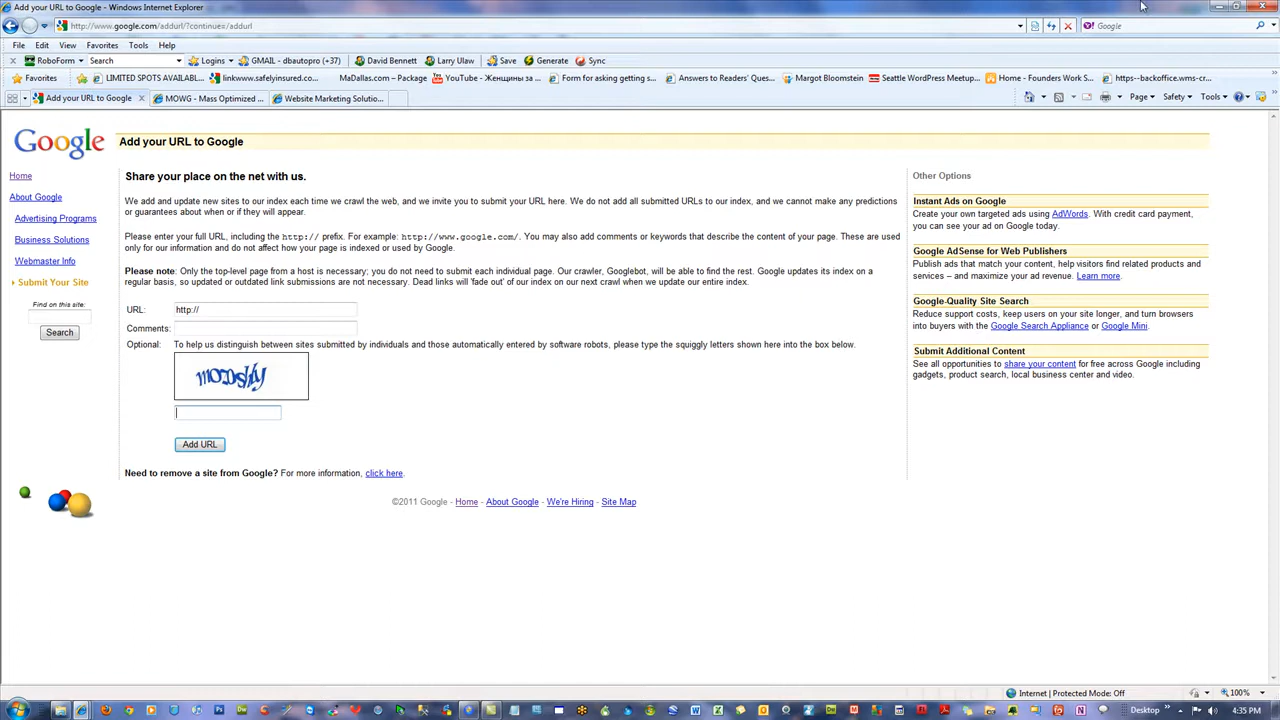 Add your URL to Google - Windows Internet Explorer
http://www.google.com/addurl/?continue=/addurl
Google
File Edit View Favorites Tools Help
RoboForm Search Logins GMAIL - dbautopro (+37) David Bennett Larry Ulaw Save Generate Sync
Favorites LIMITED SPOTS AVAILABL... linkwww.safelyinsured.co... MaDallas.com – Package YouTube - Женщины за ... Form for asking getting s... Answers to Readers' Ques... Margot Bloomstein Seattle WordPress Meetup... Home - Founders Work S... https--backoffice.wms-cr...
Add your URL to Google MOWG - Mass Optimized ... Website Marketing Solutio...
Page Safety Tools
Google
Add your URL to Google
Home
About Google
Advertising Programs
Business Solutions
Webmaster Info
Submit Your Site
Find on this site:
Search
Share your place on the net with us.
We add and update new sites to our index each time we crawl the web, and we invite you to submit your URL here. We do not add all submitted URLs to our index, and we cannot make any predictions
or guarantees about when or if they will appear.
Please enter your full URL, including the http:// prefix. For example: http://www.google.com/. You may also add comments or keywords that describe the content of your page. These are used
only for our information and do not affect how your page is indexed or used by Google.
Please note: Only the top-level page from a host is necessary; you do not need to submit each individual page. Our crawler, Googlebot, will be able to find the rest. Google updates its index on a
regular basis, so updated or outdated link submissions are not necessary. Dead links will 'fade out' of our index on our next crawl when we update our entire index.
URL: http://
Comments:
Optional: To help us distinguish between sites submitted by individuals and those automatically entered by software robots, please type the squiggly letters shown here into the box below.
Add URL
Need to remove a site from Google? For more information, click here.
©2011 Google - Home - About Google - We're Hiring - Site Map
Other Options
Instant Ads on Google
Create your own targeted ads using AdWords. With credit card payment,
you can see your ad on Google today.
Google AdSense for Web Publishers
Publish ads that match your content, help visitors find related products and
services – and maximize your ad revenue. Learn more.
Google-Quality Site Search
Reduce support costs, keep users on your site longer, and turn browsers
into buyers with the Google Search Appliance or Google Mini.
Submit Additional Content
See all opportunities to share your content for free across Google including
gadgets, product search, local business center and video.
Internet | Protected Mode: Off 100%
Desktop 4:35 PM